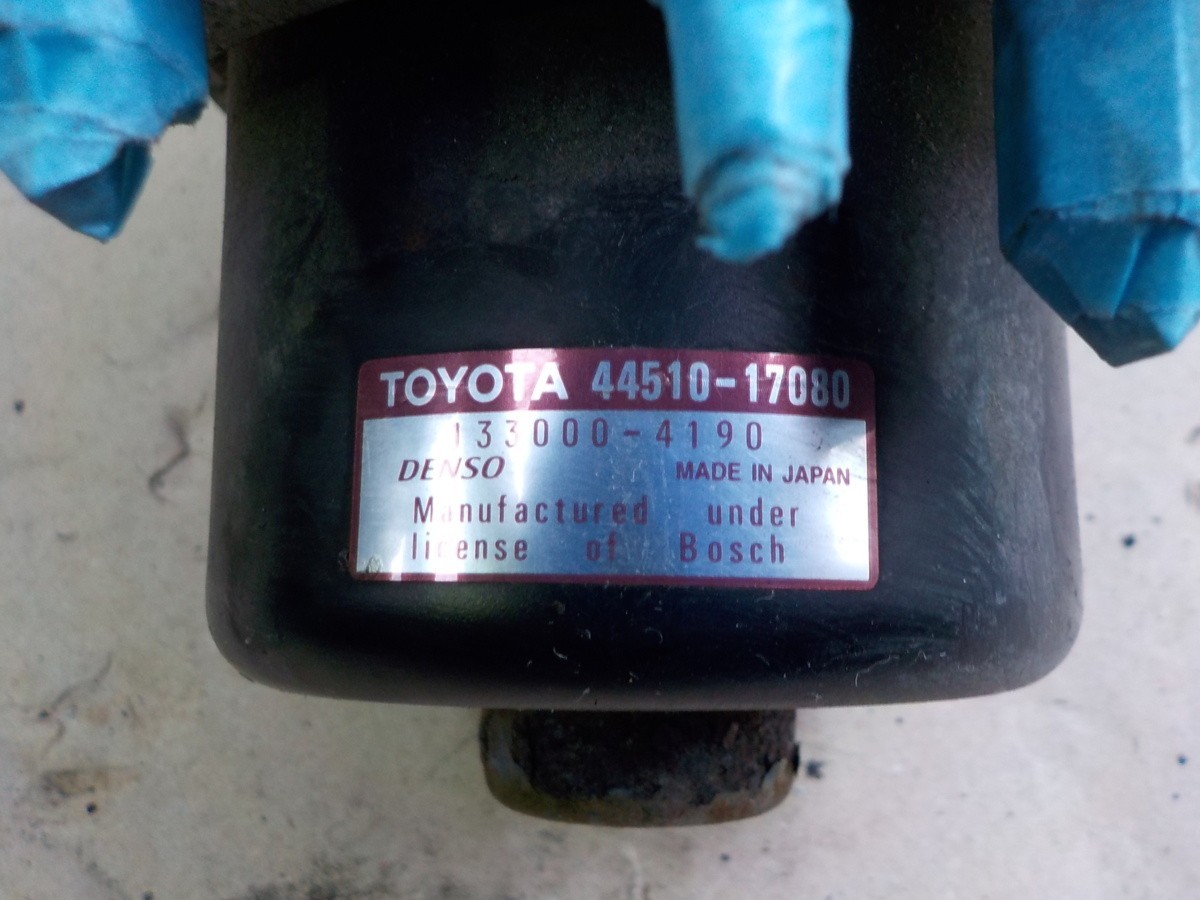 TOYOTA 44510-17080
133000-4190
DENSO MADE IN JAPAN
Manufactured under
license of Bosch